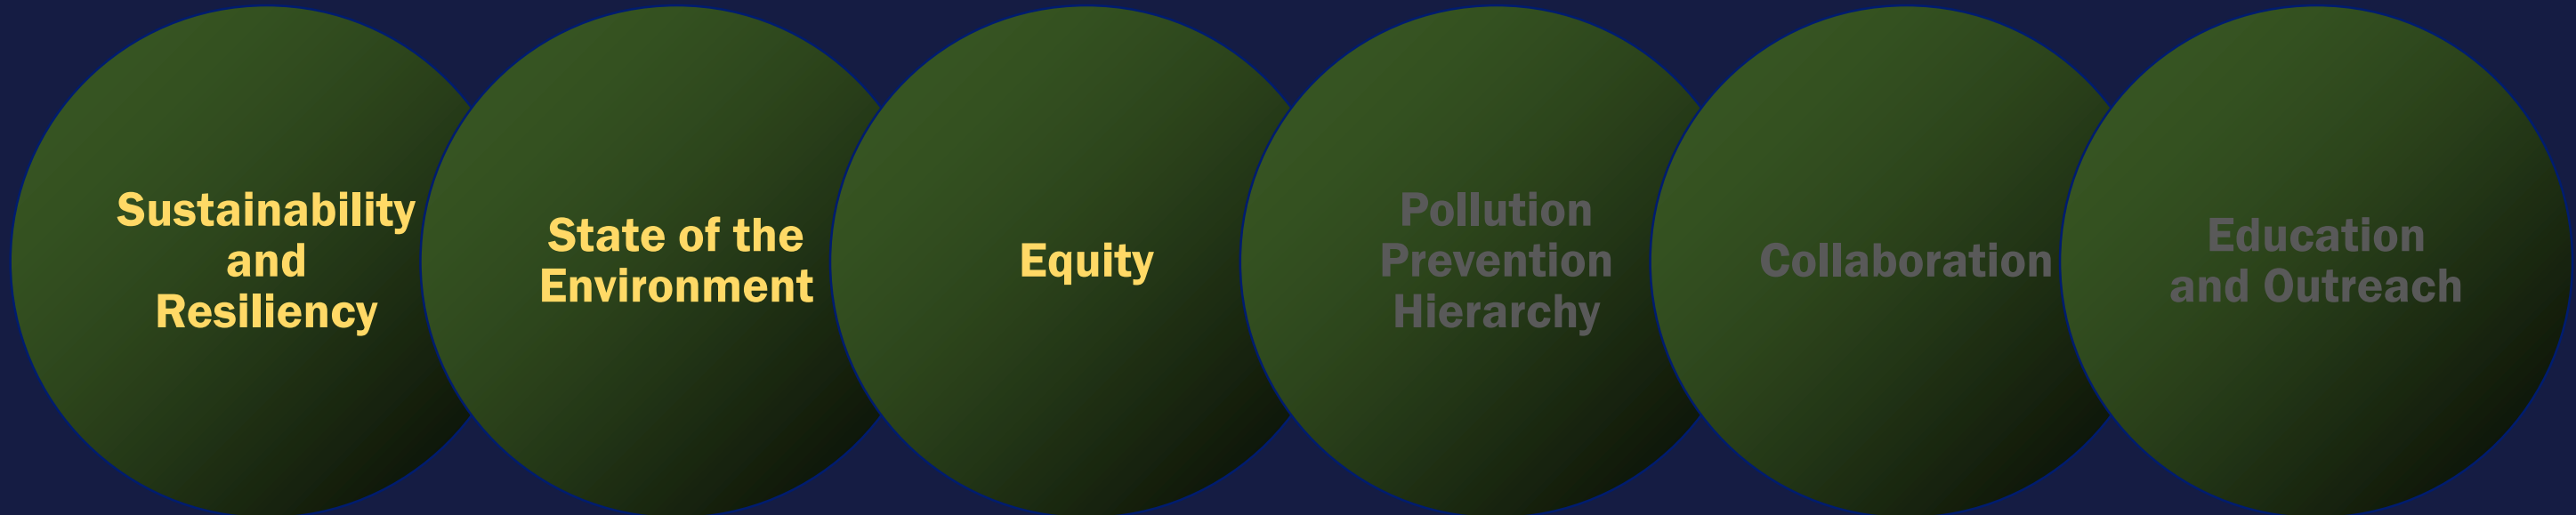 Sustainability
and
Resiliency
State of the
Environment
Equity
Pollution
Prevention
Hierarchy
Collaboration
Education
and Outreach